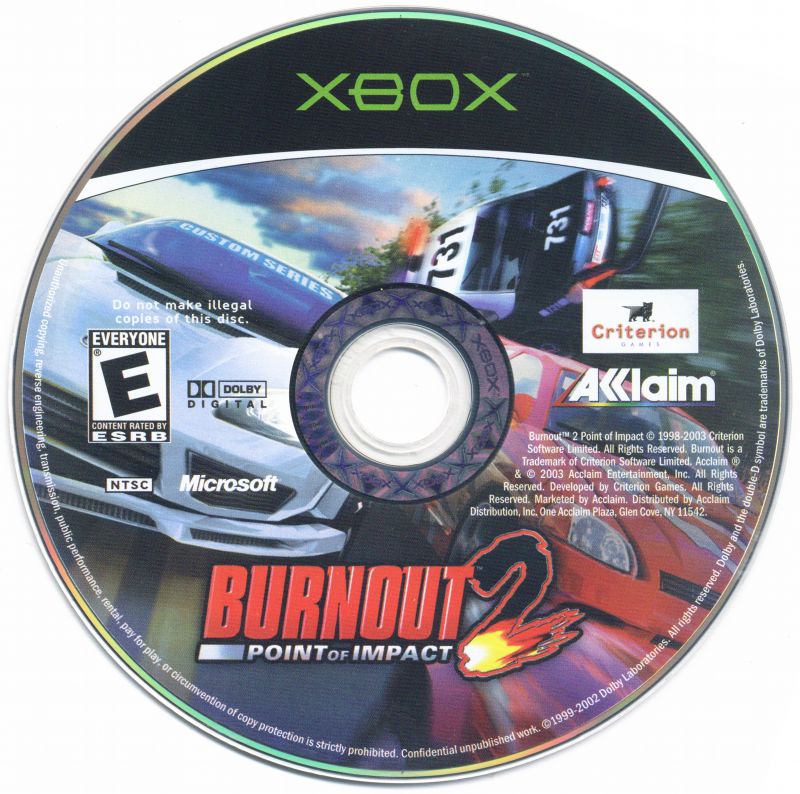 XBOX™
CUSTOM SERIES
731
731
Do not make illegal
copies of this disc.
EVERYONE
E®
CONTENT RATED BY
ESRB
DOLBY
DIGITAL
NTSC
Microsoft
XBOX
Criterion
GAMES
AKlaim®
Burnout™ 2 Point of Impact © 1998-2003 Criterion
Software Limited. All Rights Reserved. Burnout is a
Trademark of Criterion Software Limited. Acclaim ®
& © 2003 Acclaim Entertainment, Inc. All Rights
Reserved. Developed by Criterion Games. All Rights
Reserved. Marketed by Acclaim. Distributed by Acclaim
Distribution, Inc, One Acclaim Plaza, Glen Cove, NY 11542.
BURNOUT™ 2
POINT OF IMPACT
Unauthorized copying, reverse engineering, transmission, public performance, rental, pay for play, or circumvention of copy protection is strictly prohibited. Confidential unpublished work. ©1999-2002 Dolby Laboratories. All rights reserved. Dolby and the double-D symbol are trademarks of Dolby Laboratories.